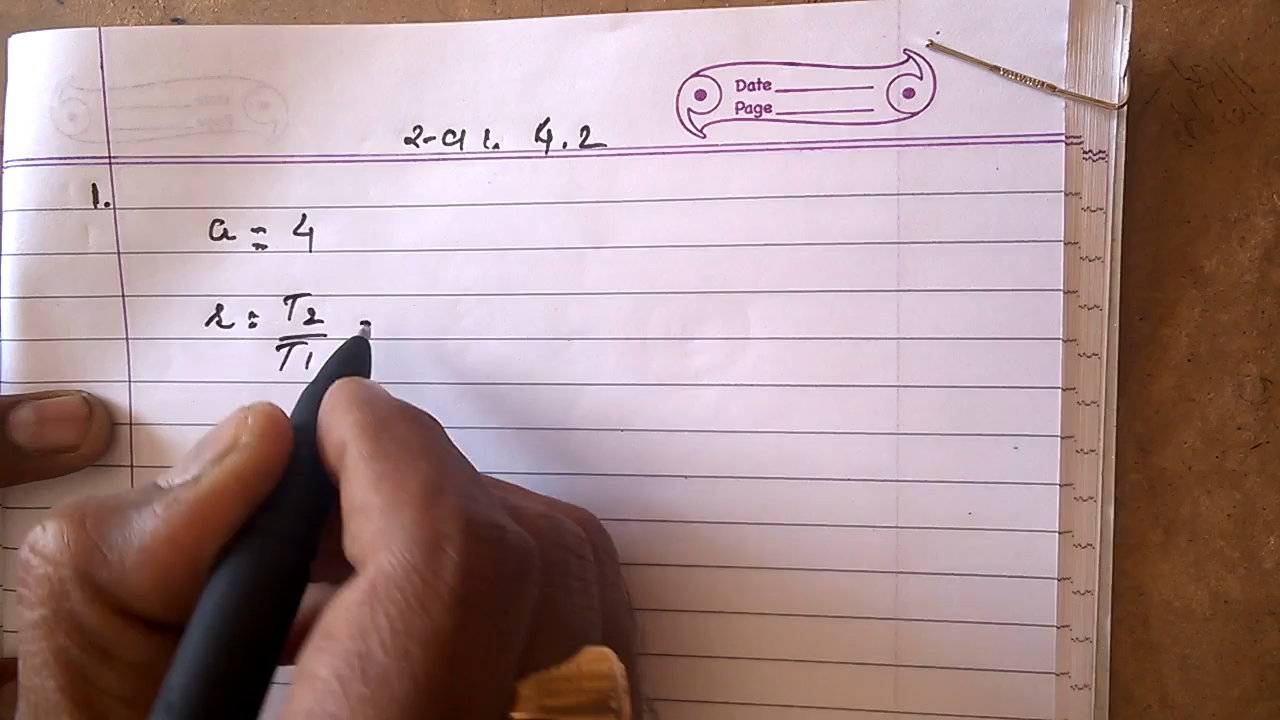 Date
Page
2-a i. 4.2
1.
a = 4
r = T2
T1
=